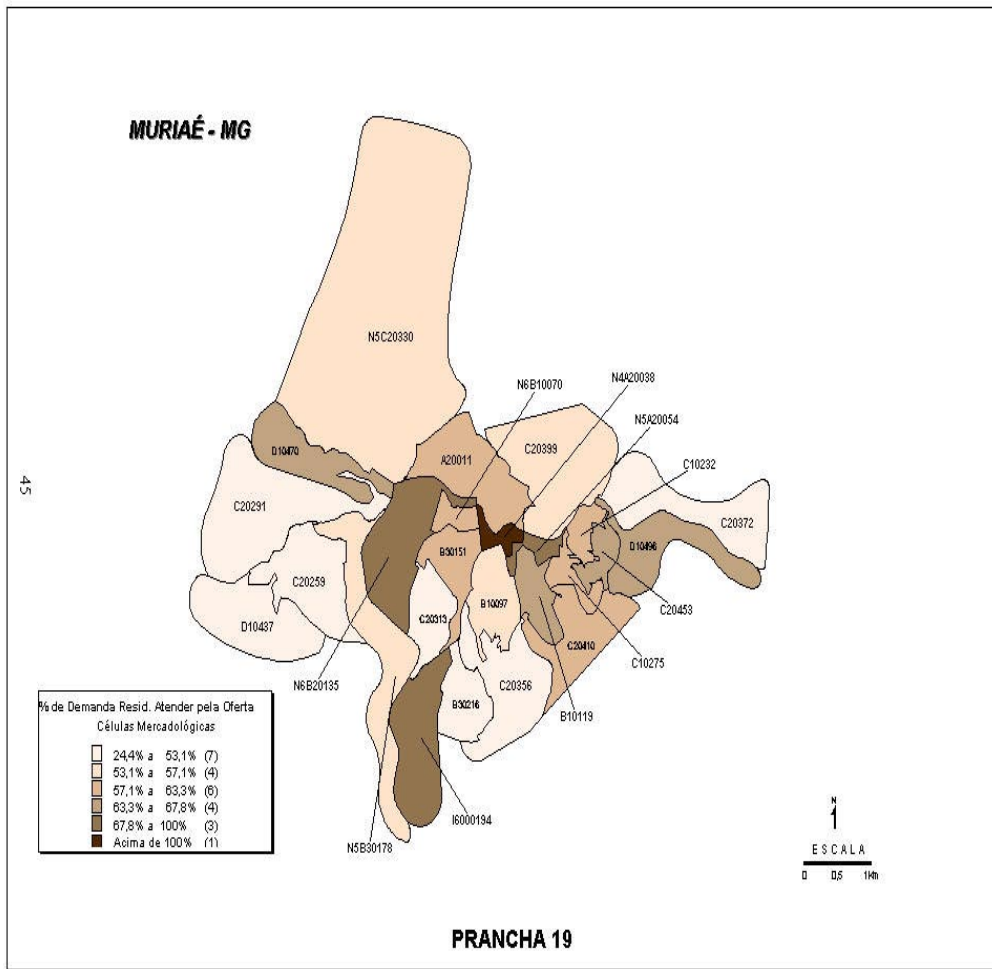 MURIAÉ - MG
N5C20330
N6B10070
N4A20038
N5A20054
C20399
A20011
C10232
D10470
C20291
C20372
B30151
D10498
C20259
B10097
C20313
C20453
D10437
C20410
C10275
N6B20135
C20356
B30216
B10119
I6000194
N5B30178
45
% de Demanda Resid. Atender pela Oferta
Células Mercadológicas
24,4% a 53,1% (7)
53,1% a 57,1% (4)
57,1% a 63,3% (6)
63,3% a 67,8% (4)
67,8% a 100% (3)
Acima de 100% (1)
N
ESCALA
0 0,5 1Km
PRANCHA 19